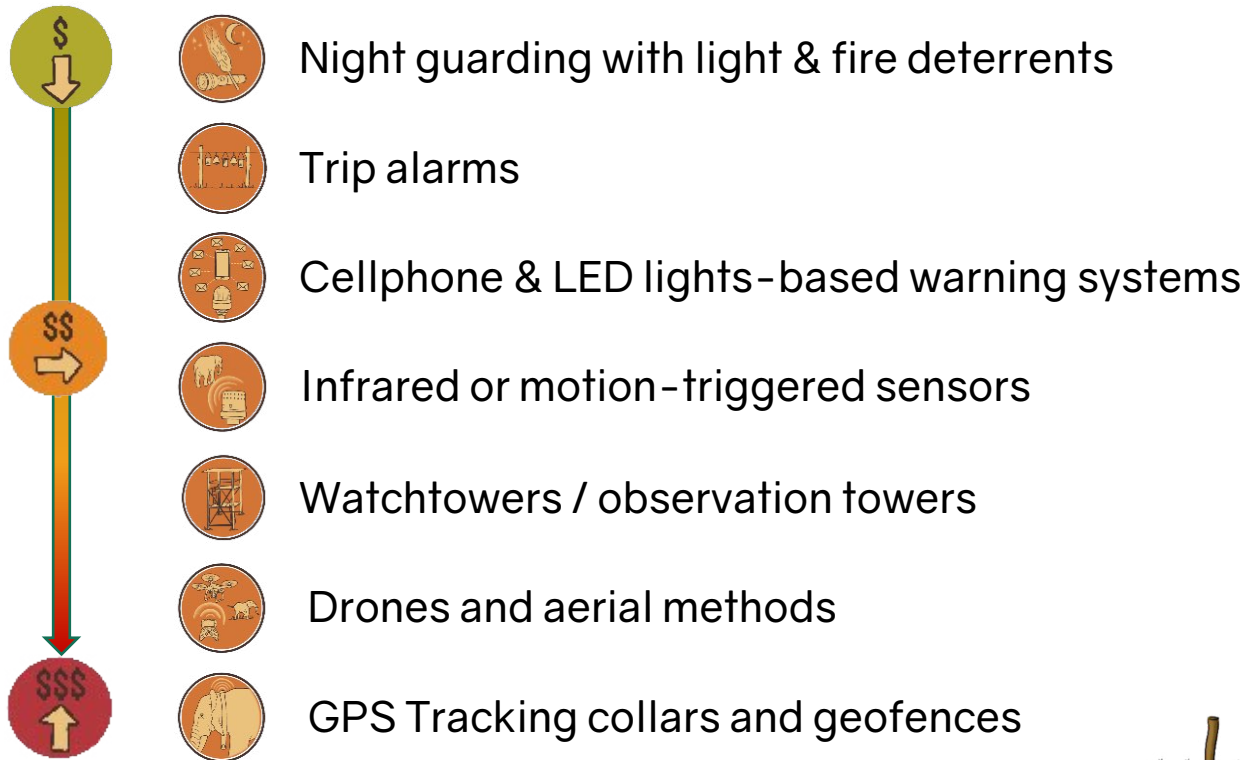 $
Night guarding with light & fire deterrents
Trip alarms
Cellphone & LED lights-based warning systems
$$
Infrared or motion-triggered sensors
Watchtowers / observation towers
Drones and aerial methods
$$$
GPS Tracking collars and geofences